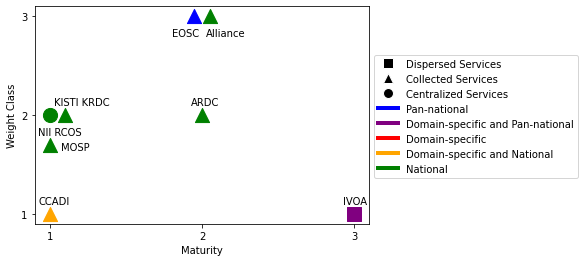 3
EOSC Alliance
KISTI KRDC
ARDC
2
NII RCOS
MOSP
CCADI
IVOA
1
1 2 3
Weight Class
Maturity
Dispersed Services
Collected Services
Centralized Services
Pan-national
Domain-specific and Pan-national
Domain-specific
Domain-specific and National
National